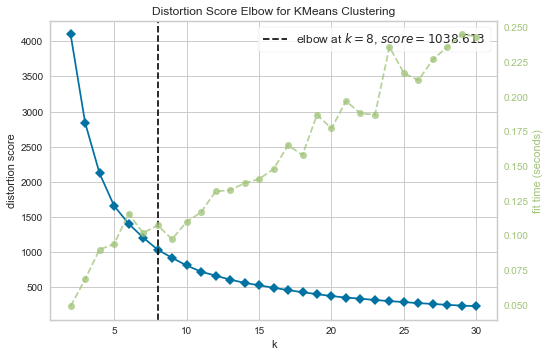 Distortion Score Elbow for KMeans Clustering
elbow at k = 8, score = 1038.613
distortion score
4000
3500
3000
2500
2000
1500
1000
500
0.250
0.225
0.200
0.175
0.150
0.125
0.100
0.075
0.050
fit time (seconds)
5 10 15 20 25 30
k